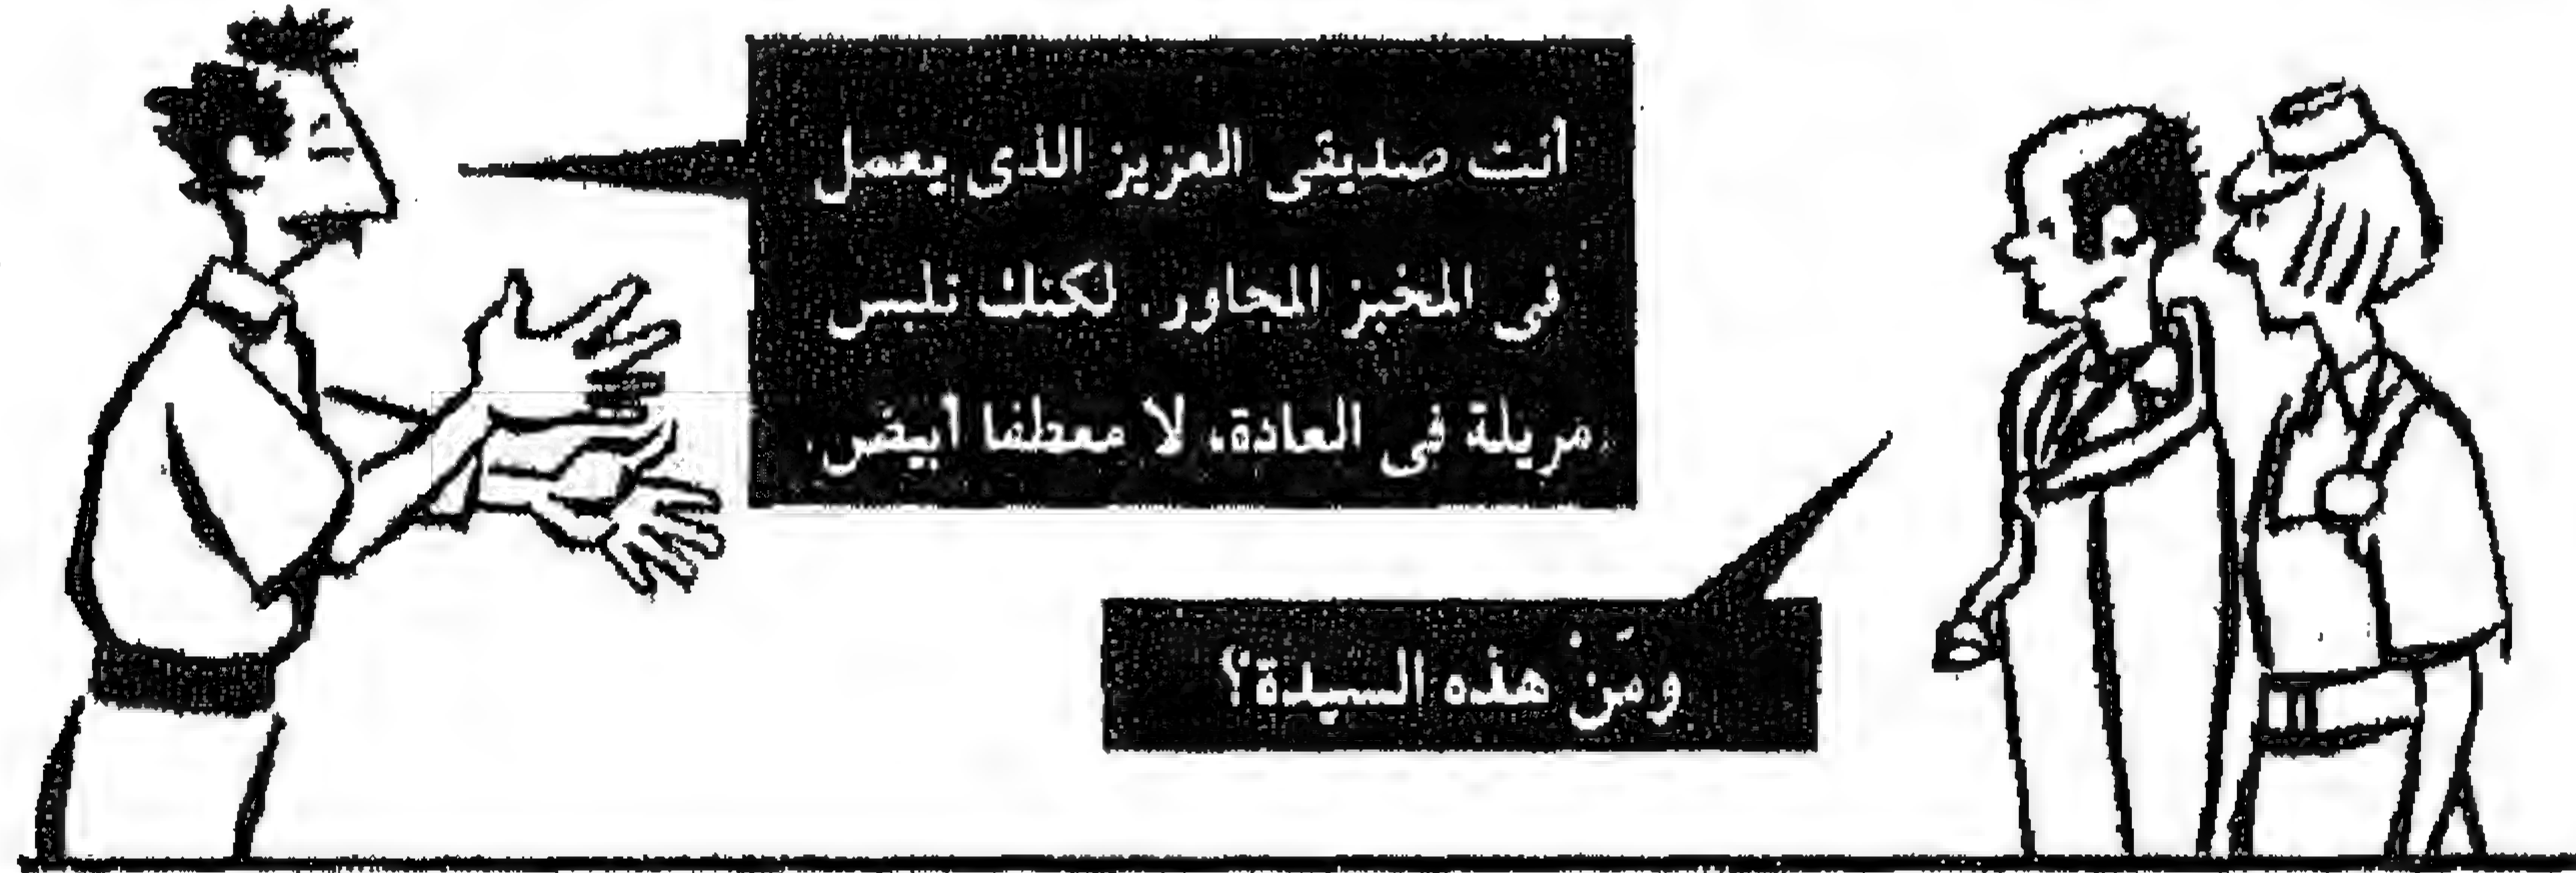 أنت صديقى العزيز الذى يعمل
فى المخبز المجاور. لكنك تلبس
مريلة فى العادة، لا معطفا أبيض.
ومَنْ هذه السيدة؟